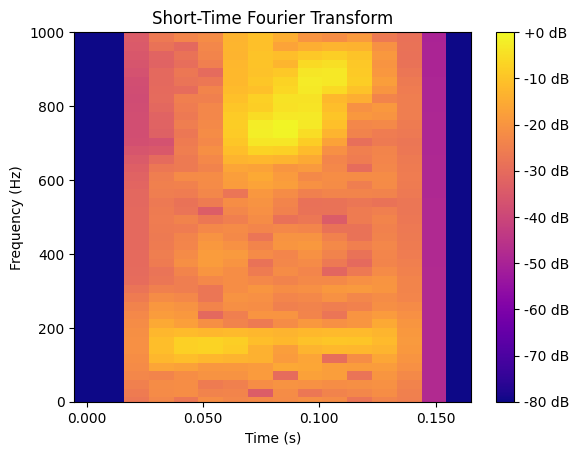 Short-Time Fourier Transform
Frequency (Hz)
1000
800
600
400
200
0
0.000
0.050
0.100
0.150
Time (s)
+0 dB
-10 dB
-20 dB
-30 dB
-40 dB
-50 dB
-60 dB
-70 dB
-80 dB